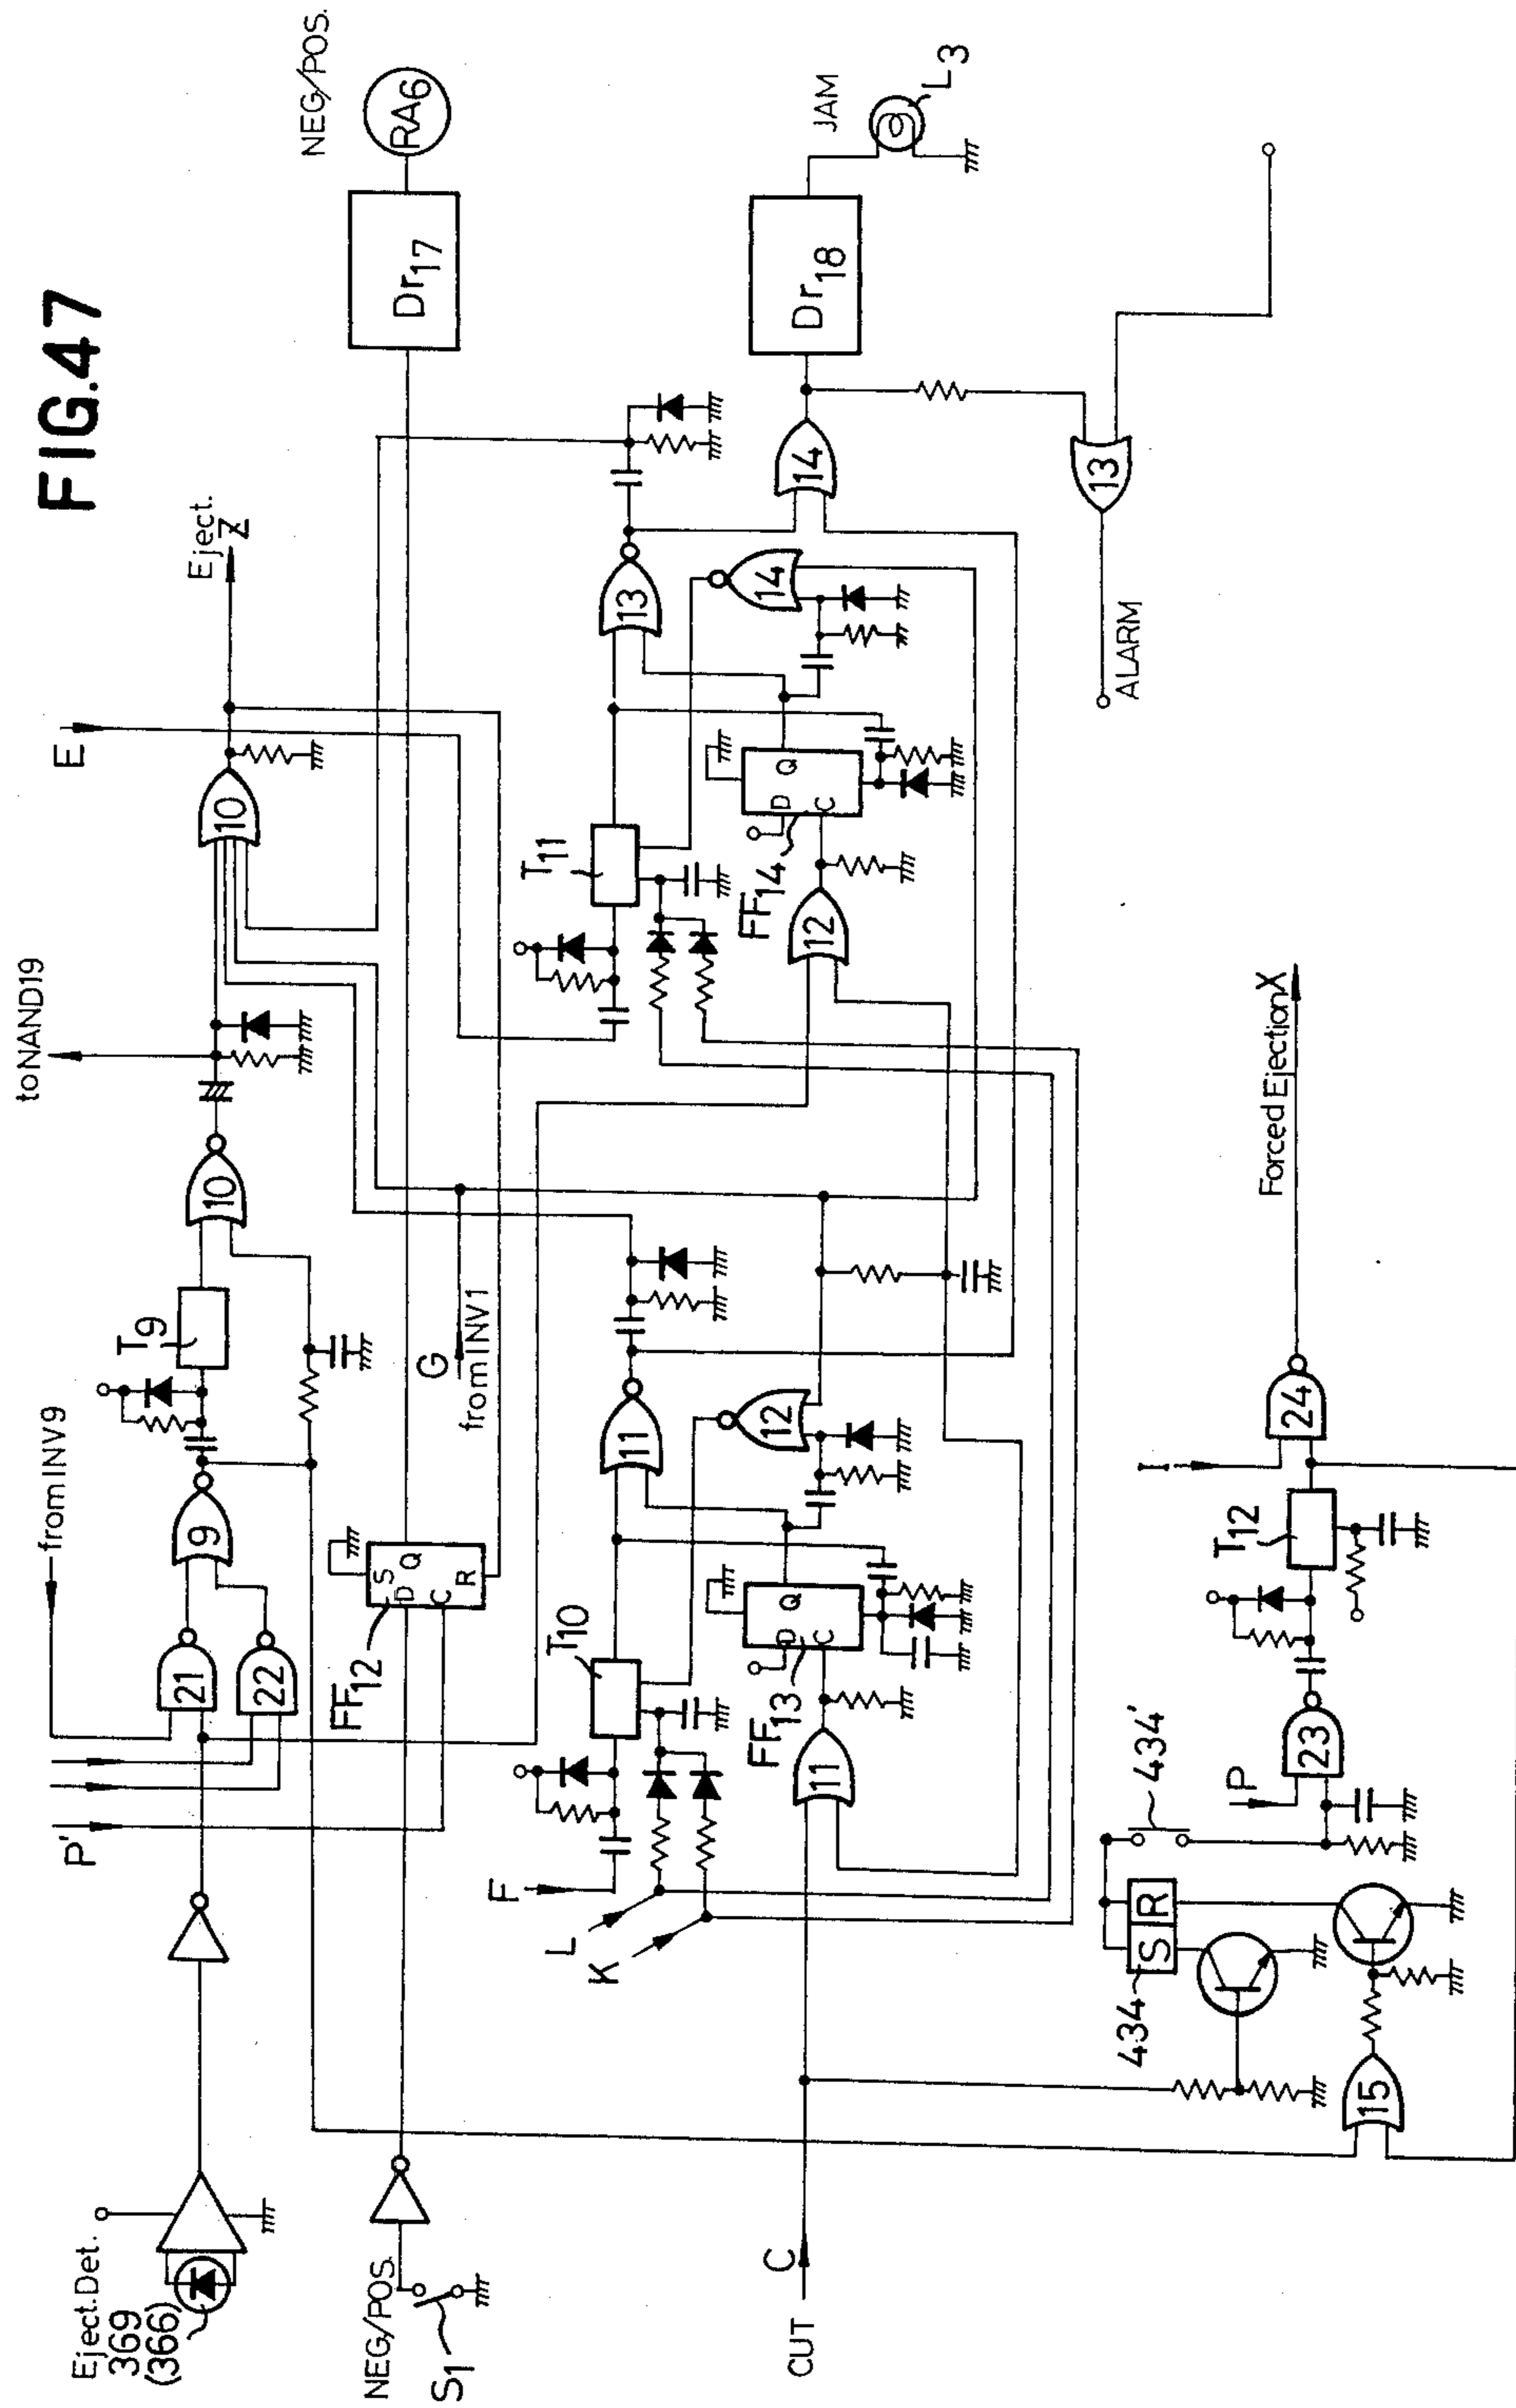 FIG.47
Eject. Det.
369
(366)
from INV9
P'
21
22
9
T9
10
to NAND19
10
E
Eject.
Z
NEG/POS.
S1
FF12
S
D
Q
C
R
Dr17
RA6
NEG/POS.
G
from INV1
F
L
K
T10
11
FF13
D
Q
C
11
12
T11
13
FF14
D
Q
C
12
14
14
Dr18
JAM
L3
13
ALARM
CUT
C
434
S
R
434'
P
23
T12
I
24
Forced Ejection X
15